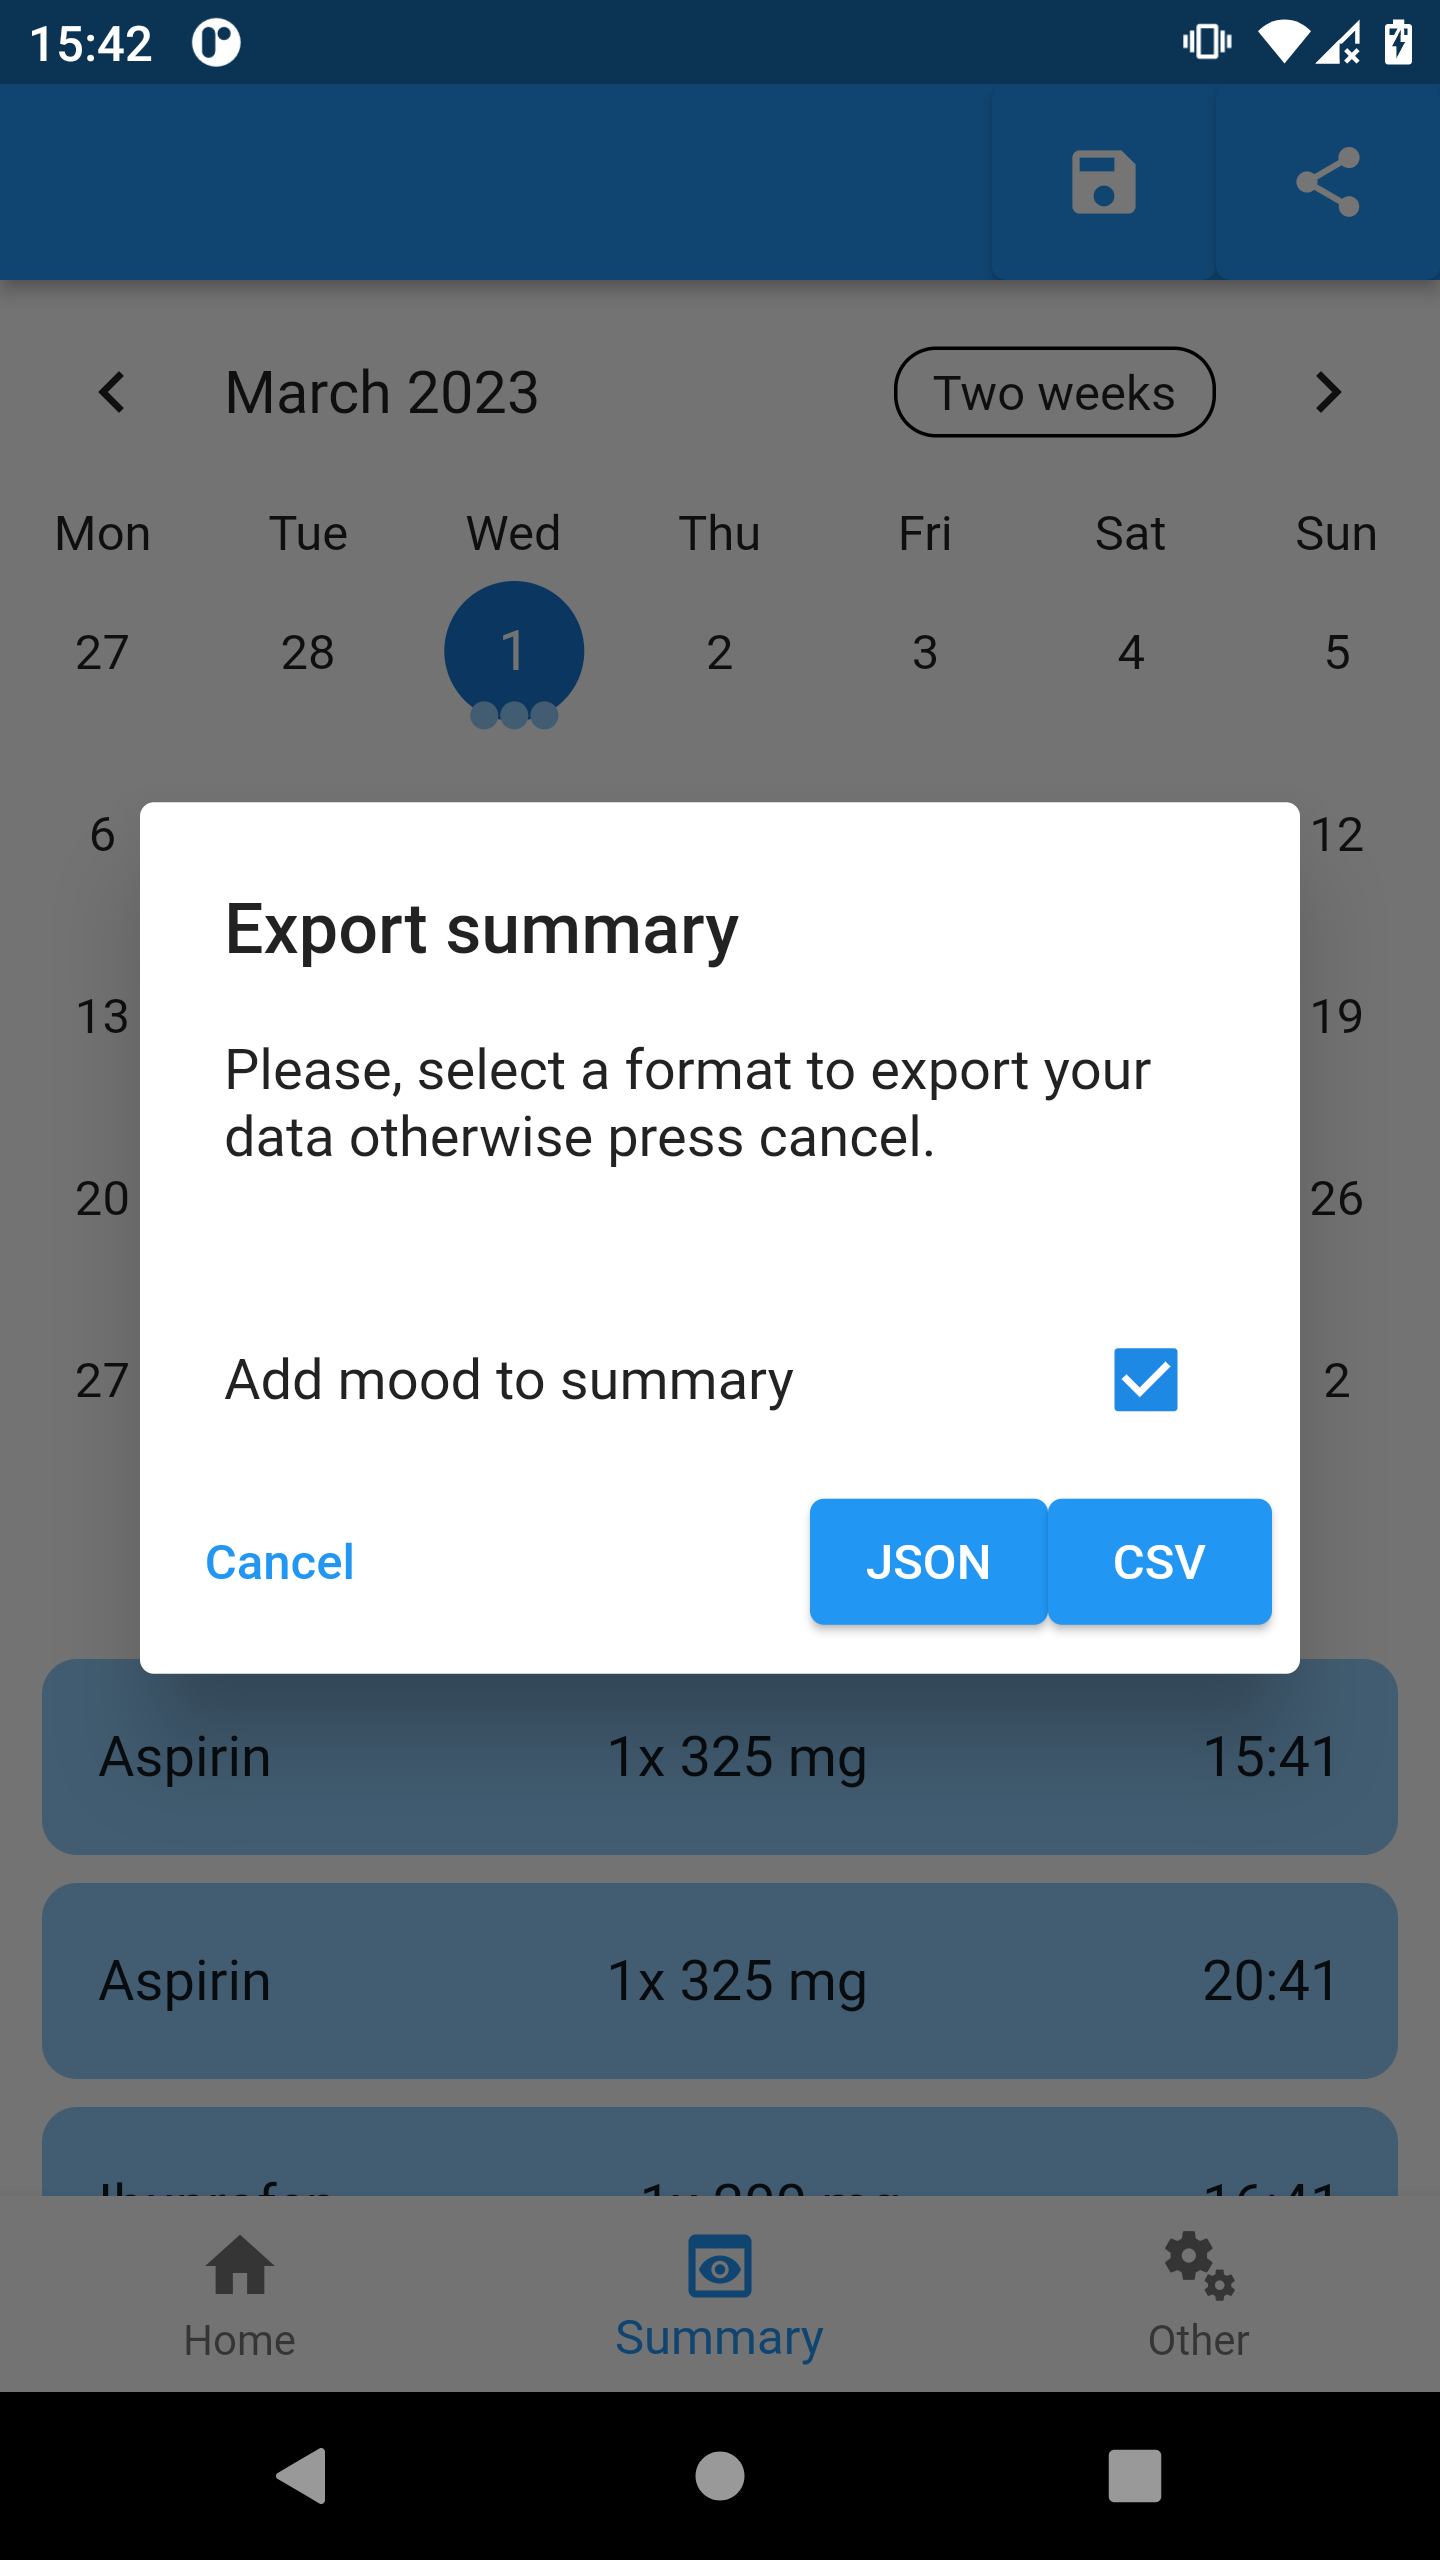 15:42
March 2023 Two weeks
Mon Tue Wed Thu Fri Sat Sun
27 28 1 2 3 4 5
6 12
Export summary
13 19
Please, select a format to export your
data otherwise press cancel.
20 26
Add mood to summary
27 2
Cancel JSON CSV
Aspirin 1x 325 mg 15:41
Aspirin 1x 325 mg 20:41
Home Summary Other